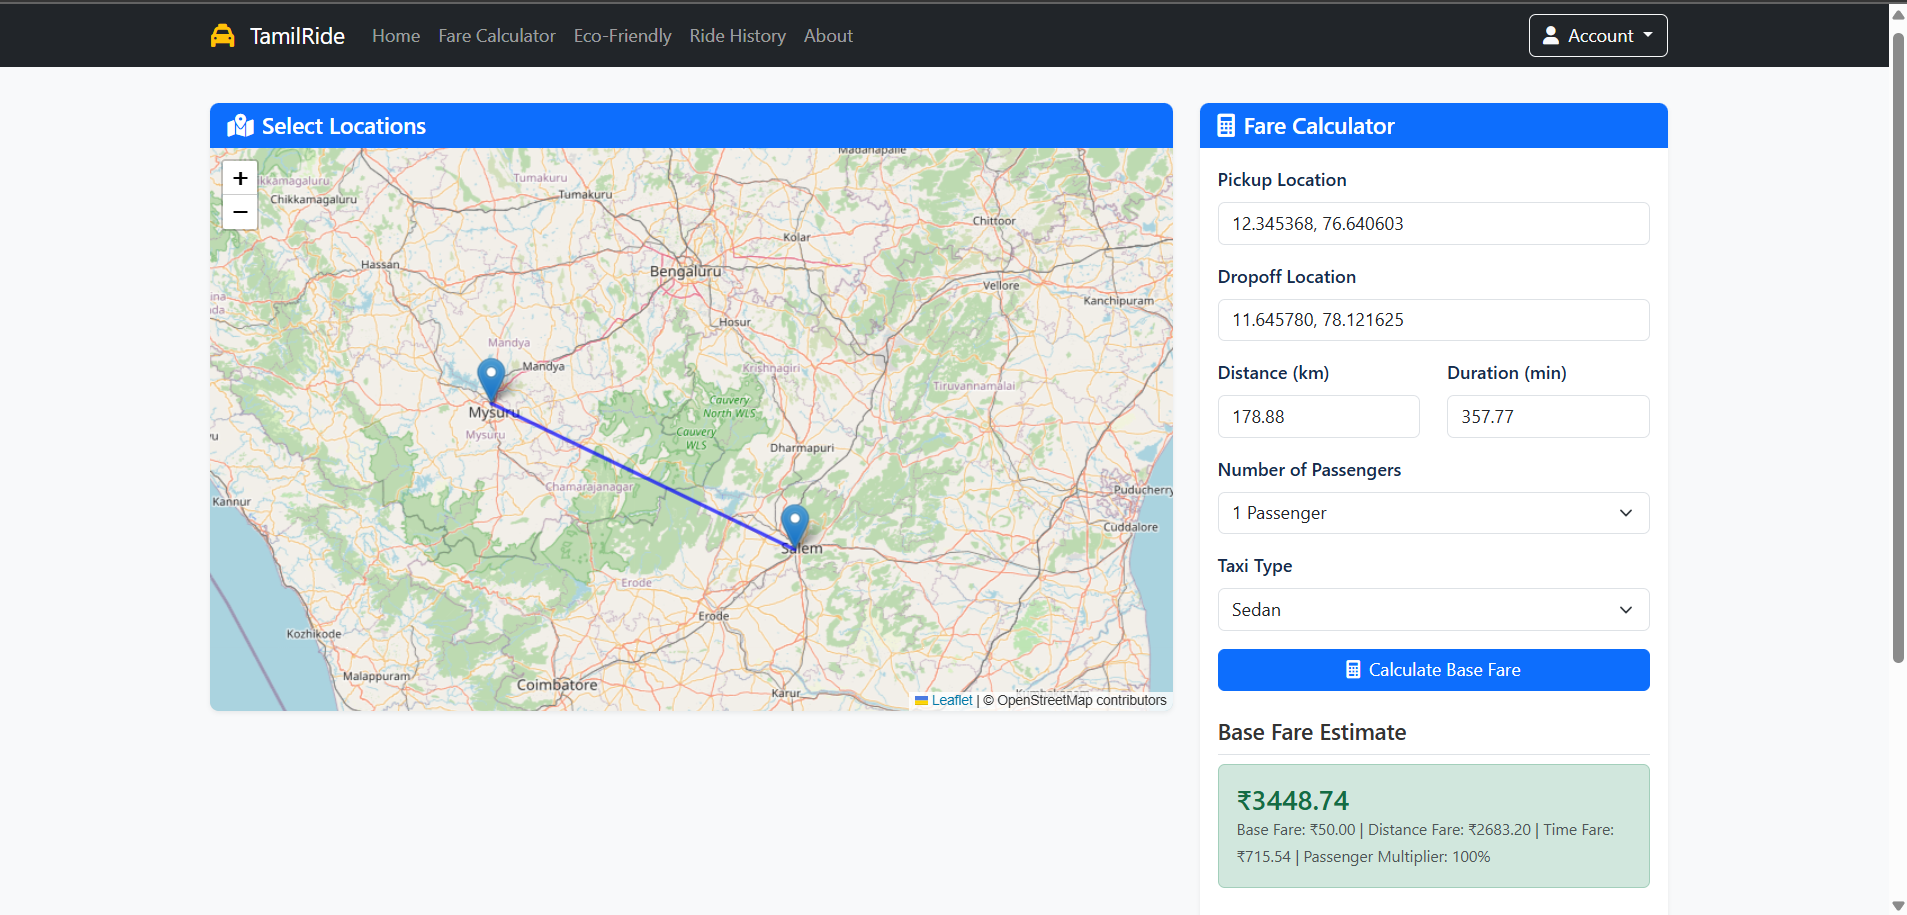 TamilRide Home Fare Calculator Eco-Friendly Ride History About Account
Select Locations
+
−
Madanapalle
Tumakuru
Tumakuru
Chikkamagaluru
Chittoor
Kolar
Hassan
Bengaluru
Vellore
Kanchipuram
Hosur
Mandya
Mandya
Krishnagiri
Tiruvannamalai
Cauvery
North WLS
Mysuru
Mysuru
Cauvery
WLS
Dharmapuri
Chamarajanagar
Puducherry
Kannur
Cuddalore
Salem
Erode
Erode
Kozhikode
Malappuram
Coimbatore
Karur
Leaflet | © OpenStreetMap contributors
Fare Calculator
Pickup Location
12.345368, 76.640603
Dropoff Location
11.645780, 78.121625
Distance (km) Duration (min)
178.88 357.77
Number of Passengers
1 Passenger
Taxi Type
Sedan
Calculate Base Fare
Base Fare Estimate
₹3448.74
Base Fare: ₹50.00 | Distance Fare: ₹2683.20 | Time Fare:
₹715.54 | Passenger Multiplier: 100%